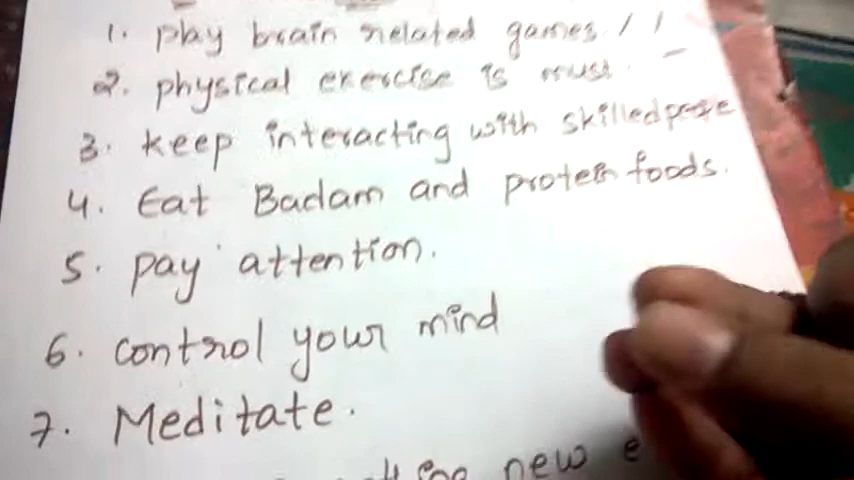 1. play brain related games!!
2. physical exercise is must.
3. keep interacting with skilled
4. Eat Badam and protein foods.
5. pay attention.
6. control your mind
7. Meditate.
new